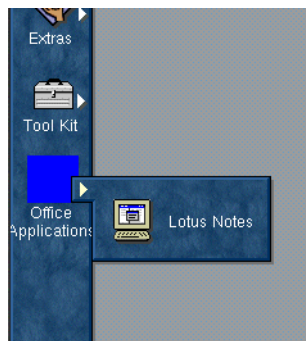 Extras
Tool Kit
Office
Applications
Lotus Notes